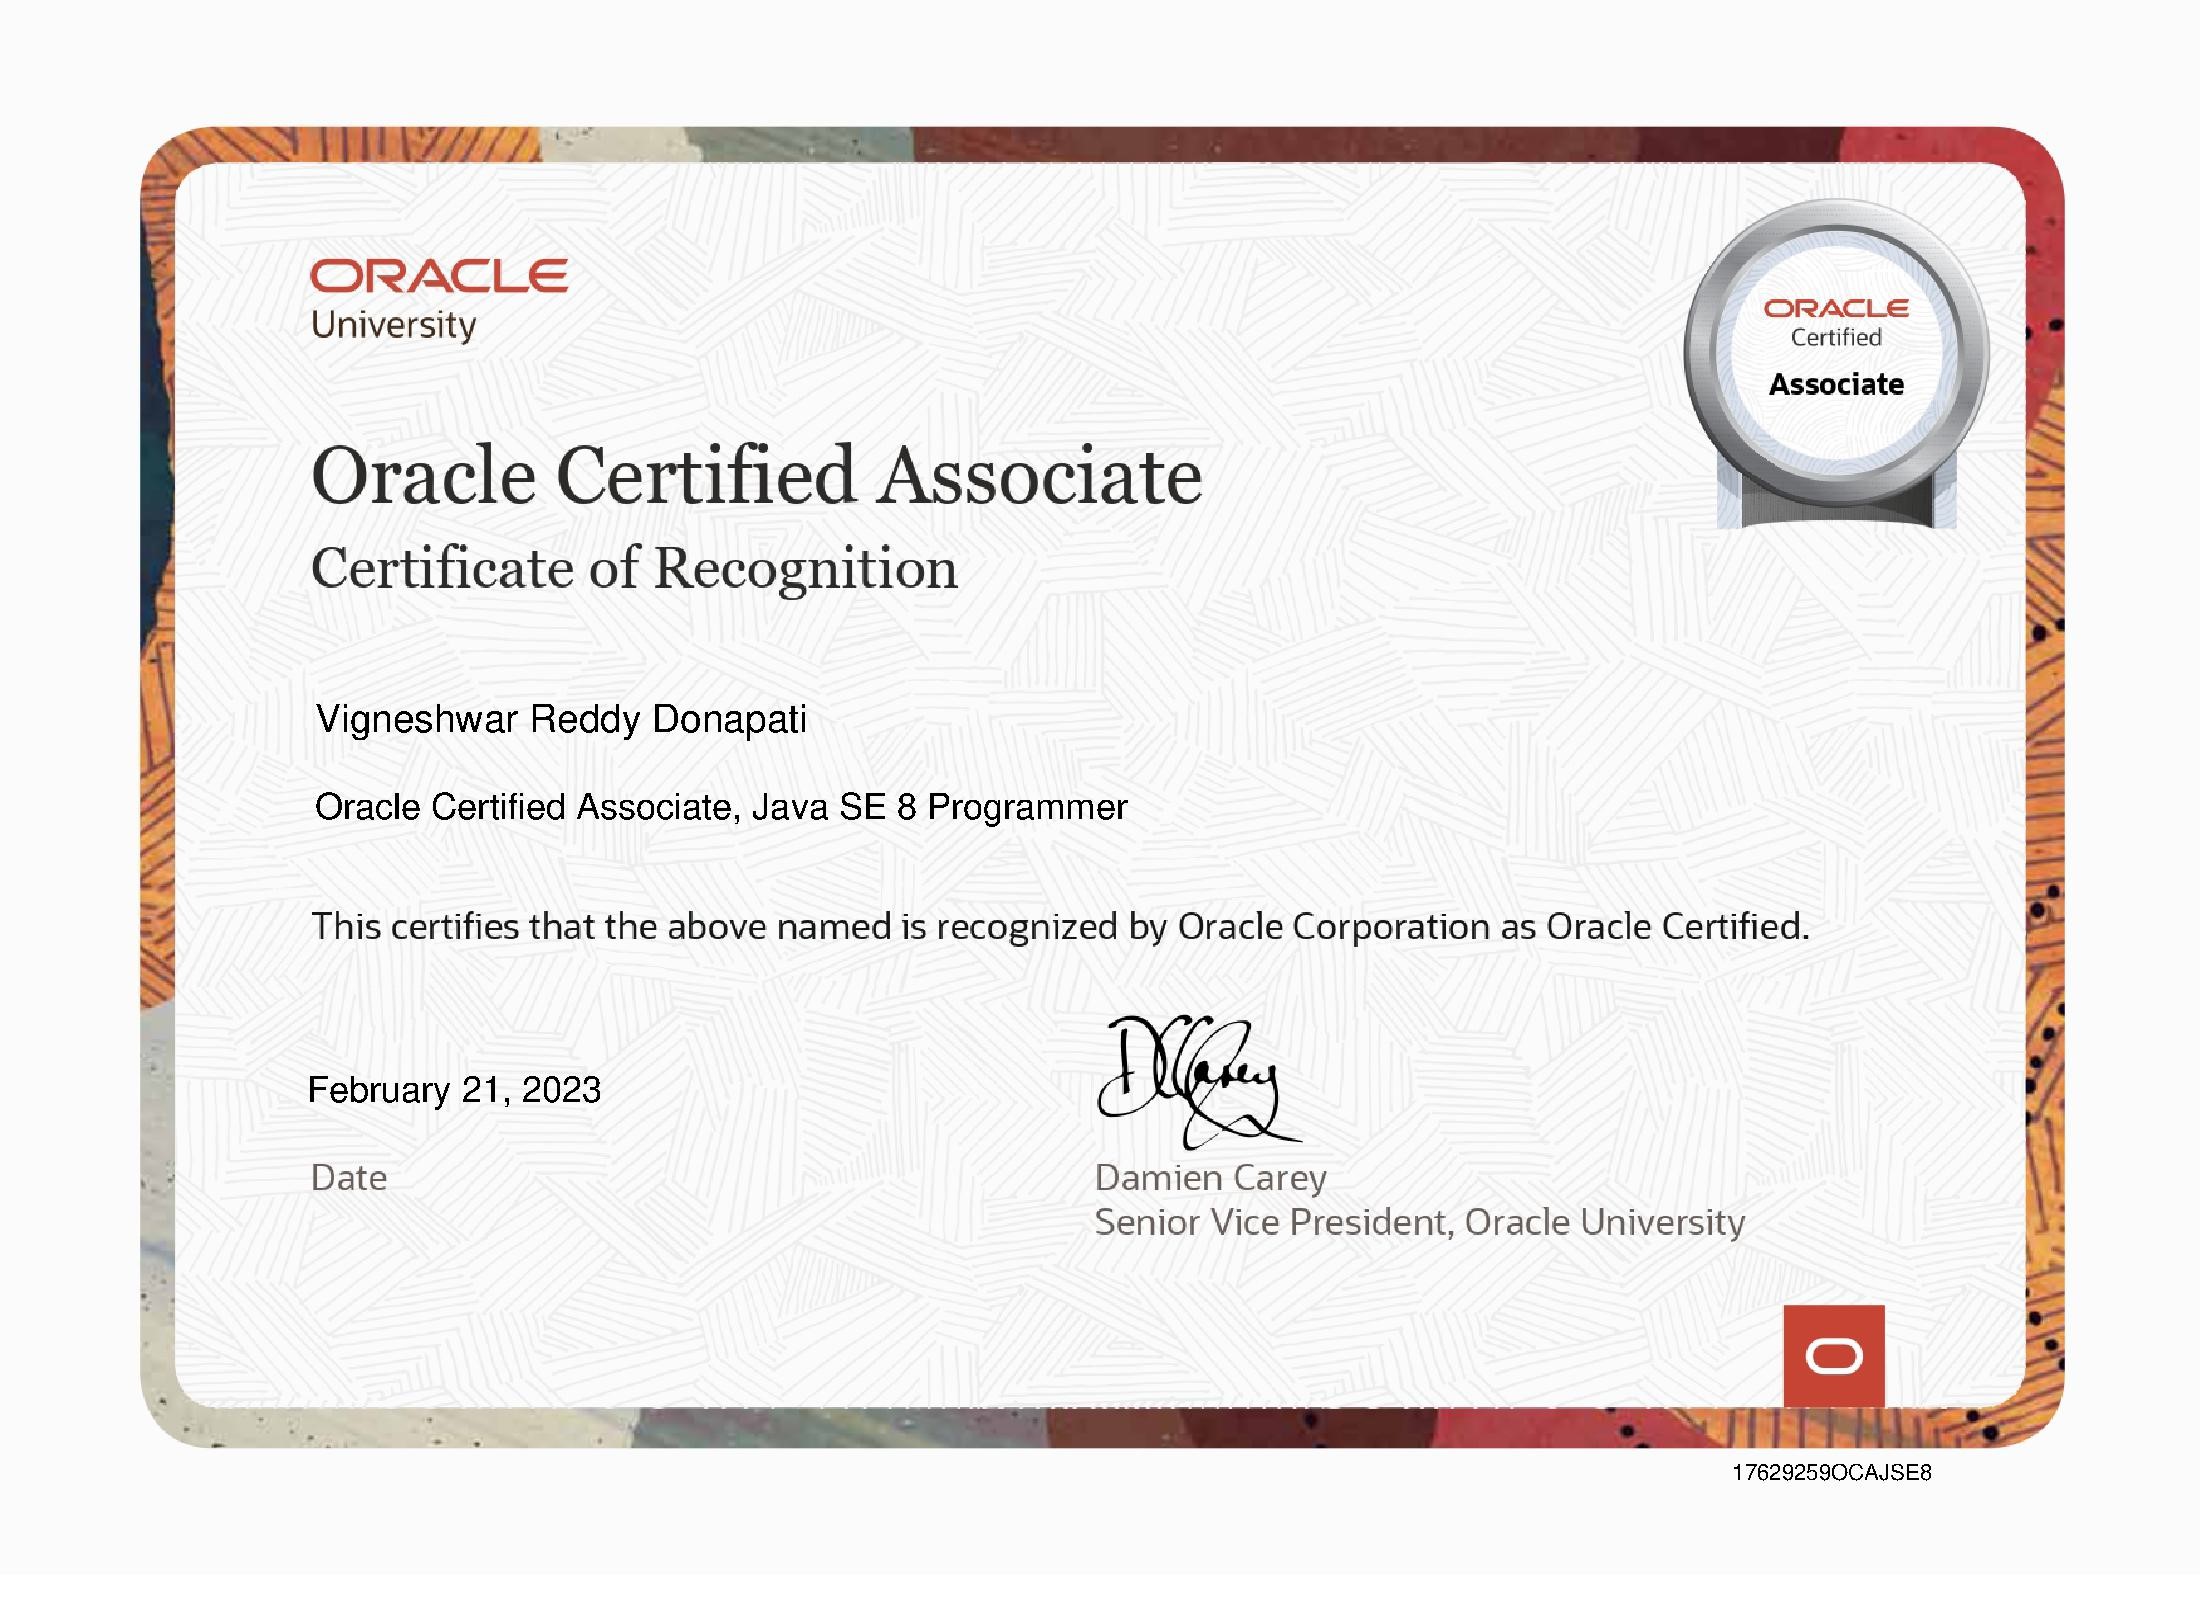 ORACLE
University
ORACLE
Certified
Associate
Oracle Certified Associate
Certificate of Recognition
Vigneshwar Reddy Donapati
Oracle Certified Associate, Java SE 8 Programmer
This certifies that the above named is recognized by Oracle Corporation as Oracle Certified.
February 21, 2023
Date
Damien Carey
Senior Vice President, Oracle University
17629259OCAJSE8